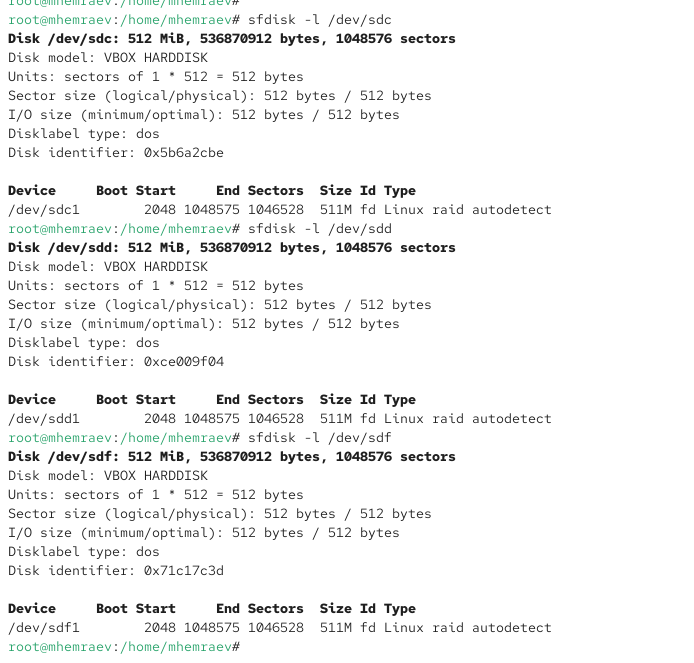 root@mhemraev:/home/mhemraev#
root@mhemraev:/home/mhemraev# sfdisk -l /dev/sdc
Disk /dev/sdc: 512 MiB, 536870912 bytes, 1048576 sectors
Disk model: VBOX HARDDISK
Units: sectors of 1 * 512 = 512 bytes
Sector size (logical/physical): 512 bytes / 512 bytes
I/O size (minimum/optimal): 512 bytes / 512 bytes
Disklabel type: dos
Disk identifier: 0x5b6a2cbe
Device     Boot Start     End Sectors  Size Id Type
/dev/sdc1        2048 1048575 1046528  511M fd Linux raid autodetect
root@mhemraev:/home/mhemraev# sfdisk -l /dev/sdd
Disk /dev/sdd: 512 MiB, 536870912 bytes, 1048576 sectors
Disk model: VBOX HARDDISK
Units: sectors of 1 * 512 = 512 bytes
Sector size (logical/physical): 512 bytes / 512 bytes
I/O size (minimum/optimal): 512 bytes / 512 bytes
Disklabel type: dos
Disk identifier: 0xce009f04
Device     Boot Start     End Sectors  Size Id Type
/dev/sdd1        2048 1048575 1046528  511M fd Linux raid autodetect
root@mhemraev:/home/mhemraev# sfdisk -l /dev/sdf
Disk /dev/sdf: 512 MiB, 536870912 bytes, 1048576 sectors
Disk model: VBOX HARDDISK
Units: sectors of 1 * 512 = 512 bytes
Sector size (logical/physical): 512 bytes / 512 bytes
I/O size (minimum/optimal): 512 bytes / 512 bytes
Disklabel type: dos
Disk identifier: 0x71c17c3d
Device     Boot Start     End Sectors  Size Id Type
/dev/sdf1        2048 1048575 1046528  511M fd Linux raid autodetect
root@mhemraev:/home/mhemraev#